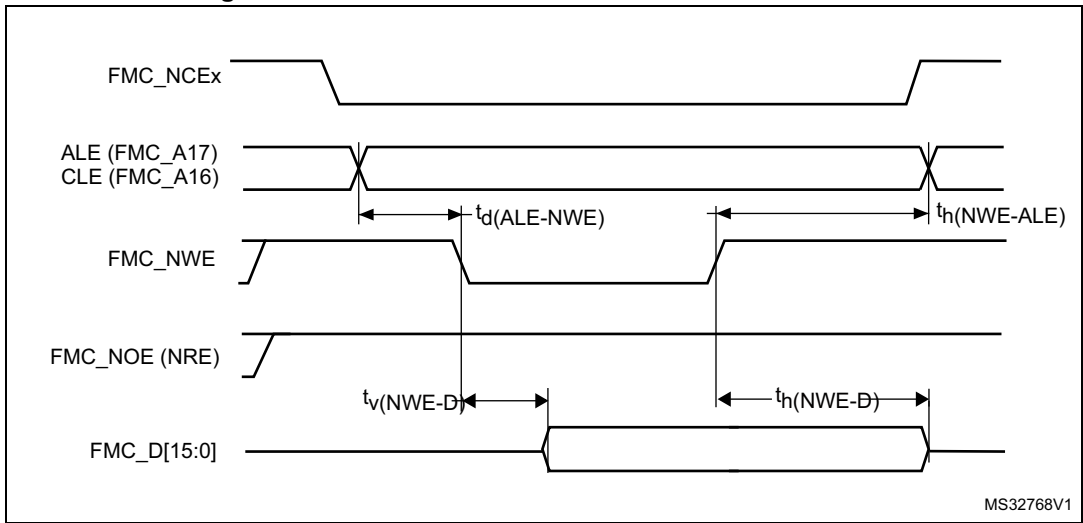 FMC_NCEx
ALE (FMC_A17)
CLE (FMC_A16)
td(ALE-NWE)
th(NWE-ALE)
FMC_NWE
FMC_NOE (NRE)
tv(NWE-D)
th(NWE-D)
FMC_D[15:0]
MS32768V1